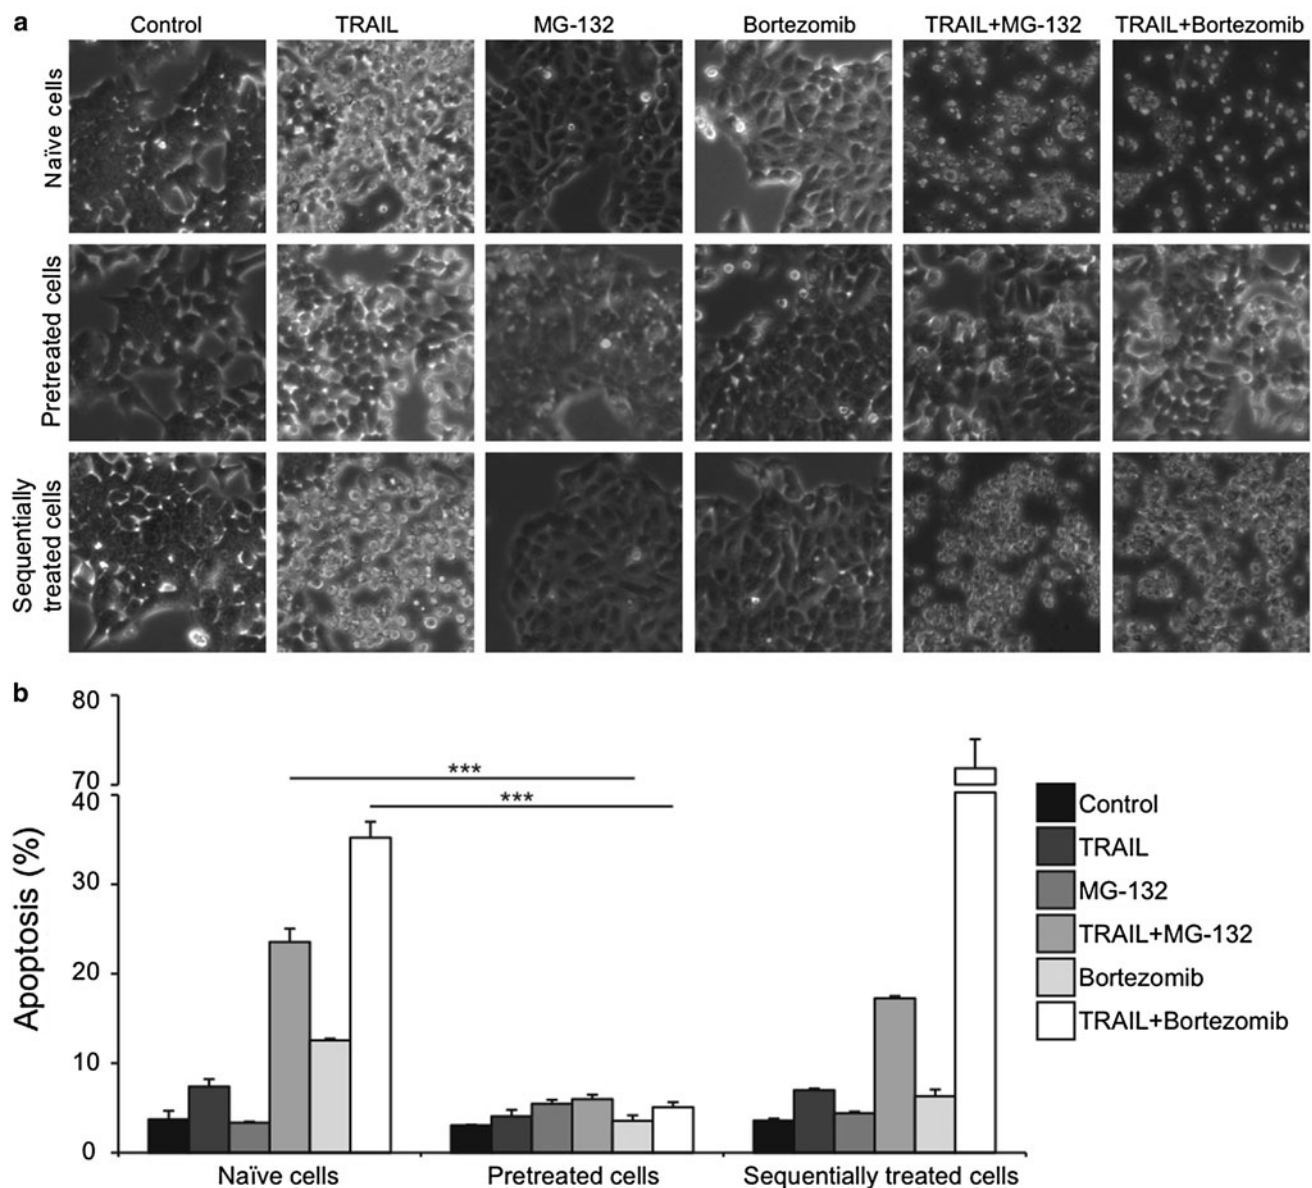 a
Control TRAIL MG-132 Bortezomib TRAIL+MG-132 TRAIL+Bortezomib
Naïve cells
Pretreated cells
Sequentially
treated cells
b
Apoptosis (%)
80
70
40
30
20
10
0
***
***
Naïve cells Pretreated cells Sequentially treated cells
Control
TRAIL
MG-132
TRAIL+MG-132
Bortezomib
TRAIL+Bortezomib